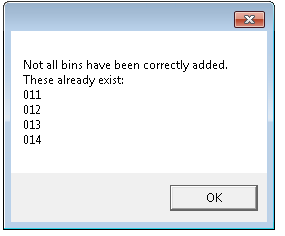 Not all bins have been correctly added.
These already exist:
011
012
013
014
OK